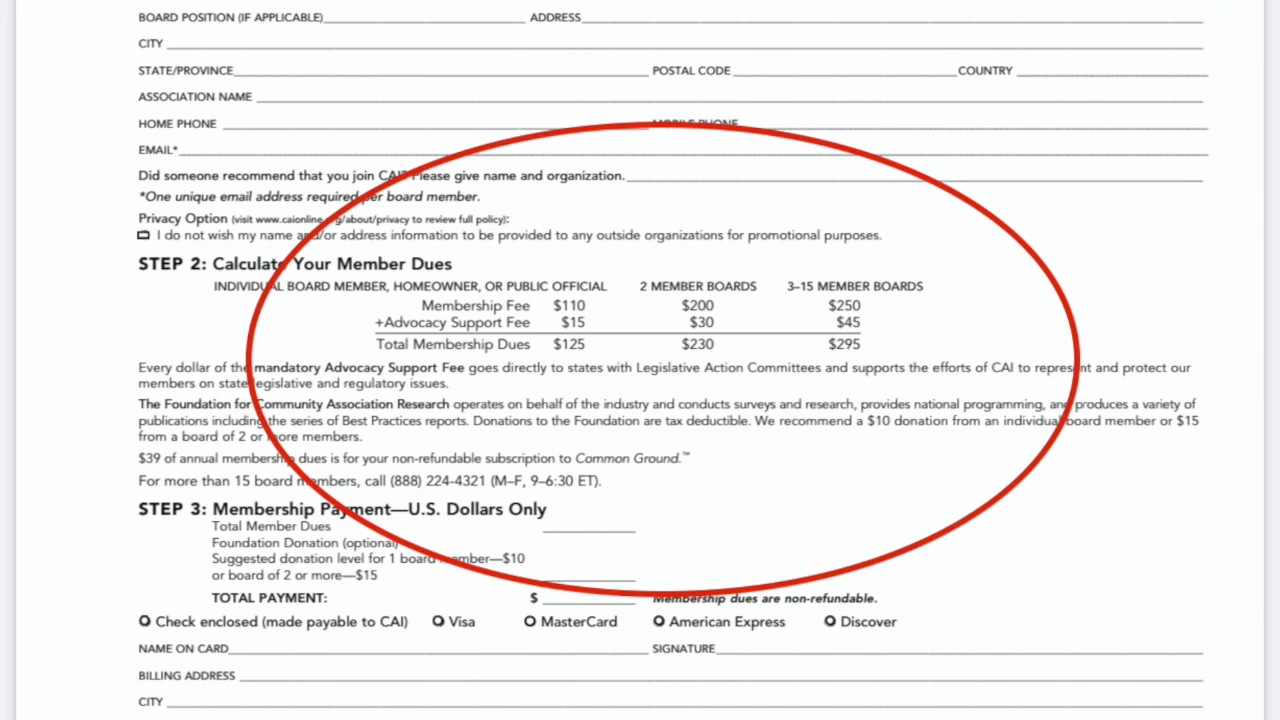 BOARD POSITION (IF APPLICABLE) ADDRESS
CITY
STATE/PROVINCE POSTAL CODE COUNTRY
ASSOCIATION NAME
HOME PHONE MOBILE PHONE
EMAIL*
Did someone recommend that you join CAI? Please give name and organization.
*One unique email address required per board member.
Privacy Option (visit www.caionline.org/about/privacy to review full policy):
I do not wish my name and/or address information to be provided to any outside organizations for promotional purposes.
STEP 2: Calculate Your Member Dues
INDIVIDUAL BOARD MEMBER, HOMEOWNER, OR PUBLIC OFFICIAL 2 MEMBER BOARDS 3–15 MEMBER BOARDS
Membership Fee $110 $200 $250
+Advocacy Support Fee $15 $30 $45
Total Membership Dues $125 $230 $295
Every dollar of the mandatory Advocacy Support Fee goes directly to states with Legislative Action Committees and supports the efforts of CAI to represent and protect our
members on state legislative and regulatory issues.
The Foundation for Community Association Research operates on behalf of the industry and conducts surveys and research, provides national programming, and produces a variety of
publications including the series of Best Practices reports. Donations to the Foundation are tax deductible. We recommend a $10 donation from an individual board member or $15
from a board of 2 or more members.
$39 of annual membership dues is for your non-refundable subscription to Common Ground.™
For more than 15 board members, call (888) 224-4321 (M–F, 9–6:30 ET).
STEP 3: Membership Payment—U.S. Dollars Only
Total Member Dues
Foundation Donation (optional)
Suggested donation level for 1 board member—$10
or board of 2 or more—$15
TOTAL PAYMENT: $ Membership dues are non-refundable.
Check enclosed (made payable to CAI) Visa MasterCard American Express Discover
NAME ON CARD SIGNATURE
BILLING ADDRESS
CITY